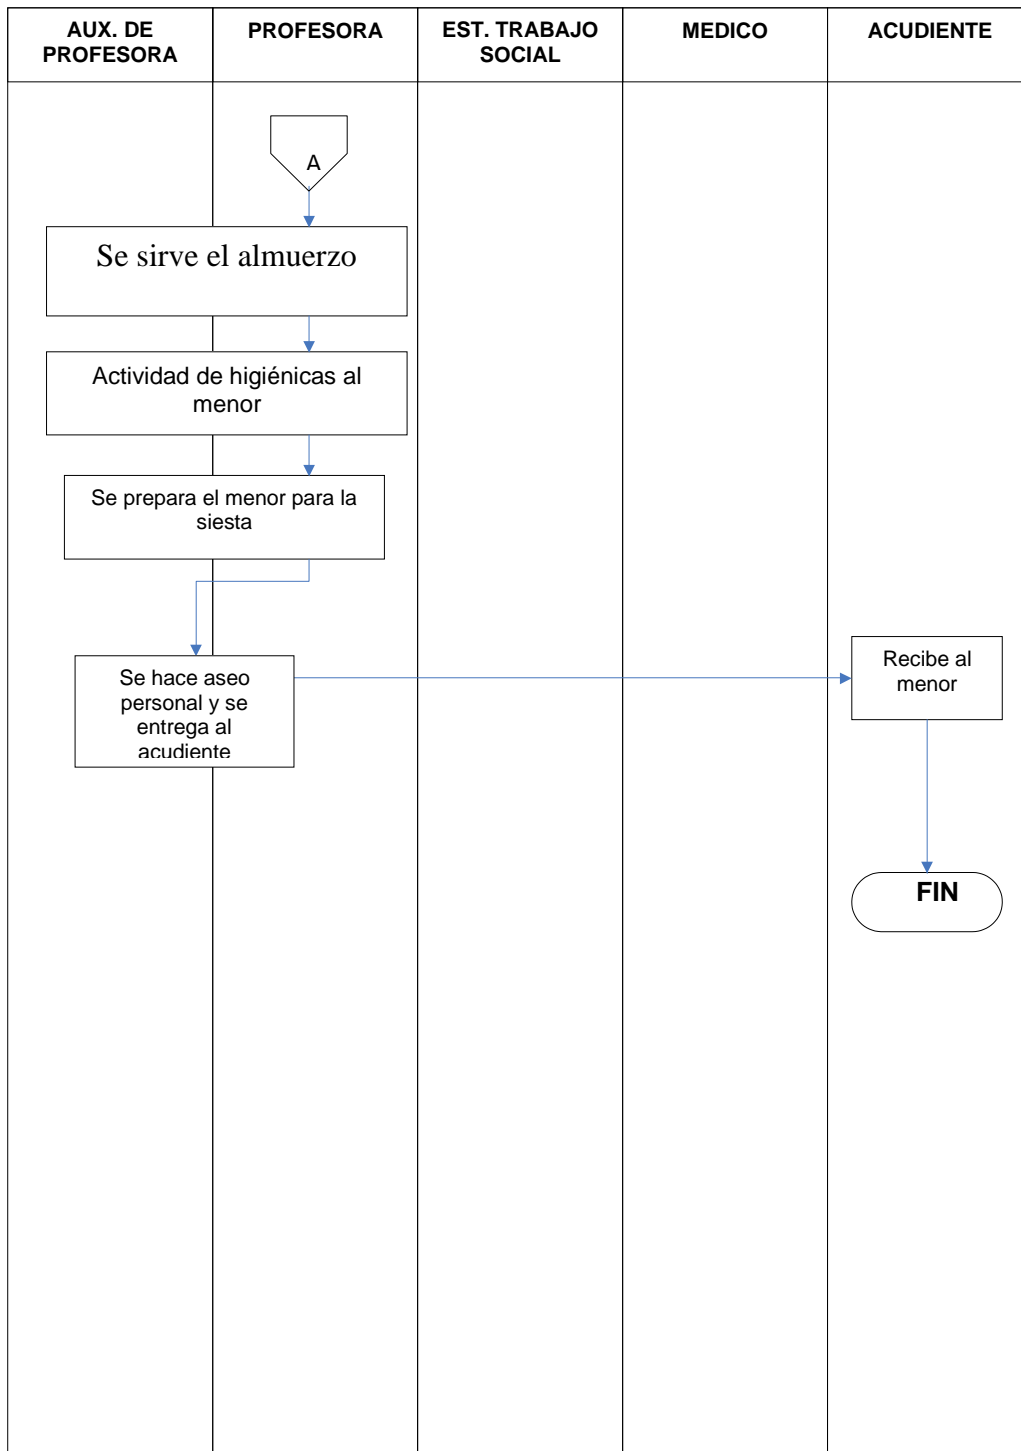 AUX. DE
PROFESORA
PROFESORA
EST. TRABAJO
SOCIAL
MEDICO
ACUDIENTE
A
Se sirve el almuerzo
Actividad de higiénicas al
menor
Se prepara el menor para la
siesta
Se hace aseo
personal y se
entrega al
acudiente
Recibe al
menor
FIN